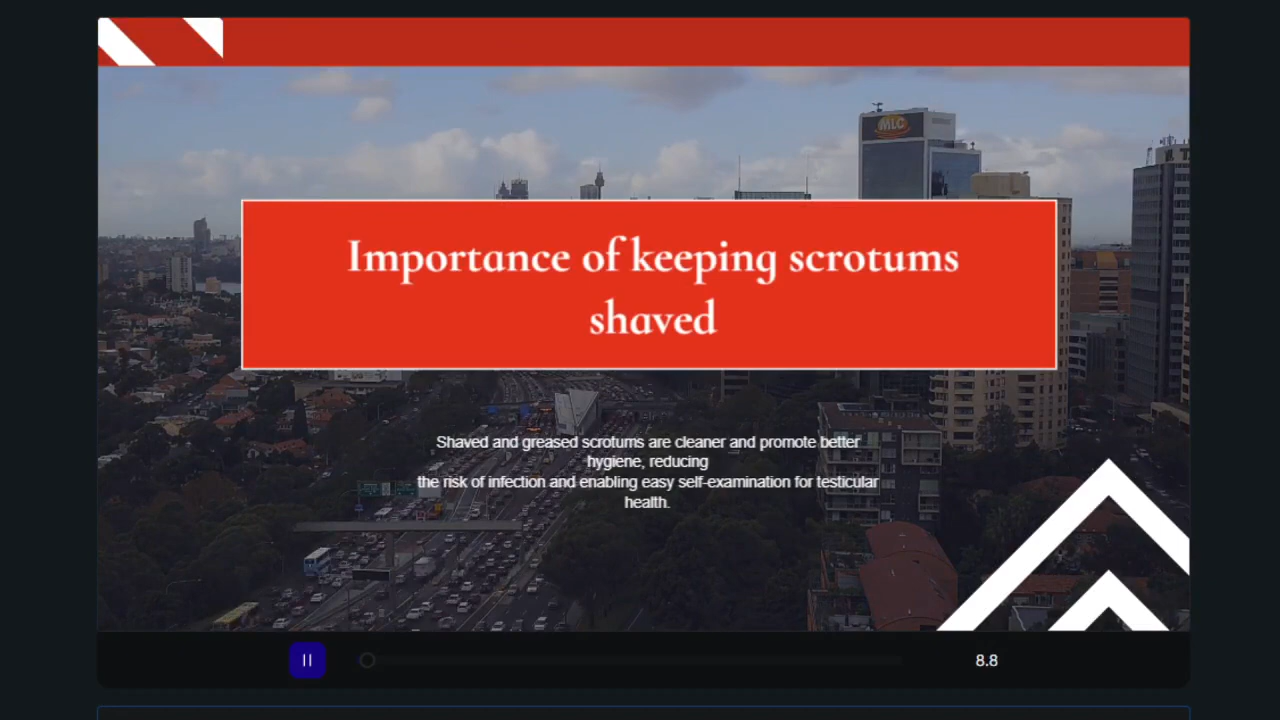 MLC
Importance of keeping scrotums
shaved
Shaved and greased scrotums are cleaner and promote better
hygiene, reducing
the risk of infection and enabling easy self-examination for testicular
health.
8.8